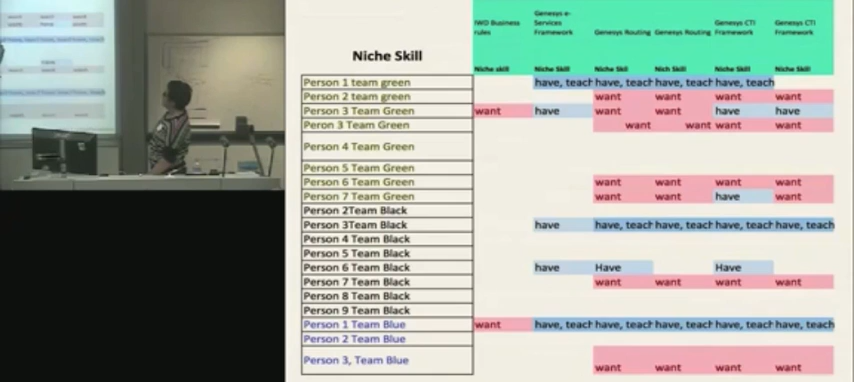 IWD Business rules Genesys e-Services Framework Genesys Routing Genesys Routing Genesys CTI Framework Genesys CTI Framework
Niche Skill
Niche skill Niche Skill Niche Skil Nich Skill Niche Skill Niche Skill
Person 1 team green have, teach have, teach have, teach have, teach
Person 2 team green want want want want
Person 3 Team Green want have want want have have
Peron 3 Team Green want want want want
Person 4 Team Green
Person 5 Team Green
Person 6 Team Green want want want want
Person 7 Team Green want want have want
Person 2Team Black
Person 3Team Black have have, teach have, teach have, teach have, teach
Person 4 Team Black
Person 5 Team Black
Person 6 Team Black have Have Have
Person 7 Team Black want want want want
Person 8 Team Black
Person 9 Team Black
Person 1 Team Blue want have, teach have, teach have, teach have, teach have, teach
Person 2 Team Blue
Person 3, Team Blue want want want want